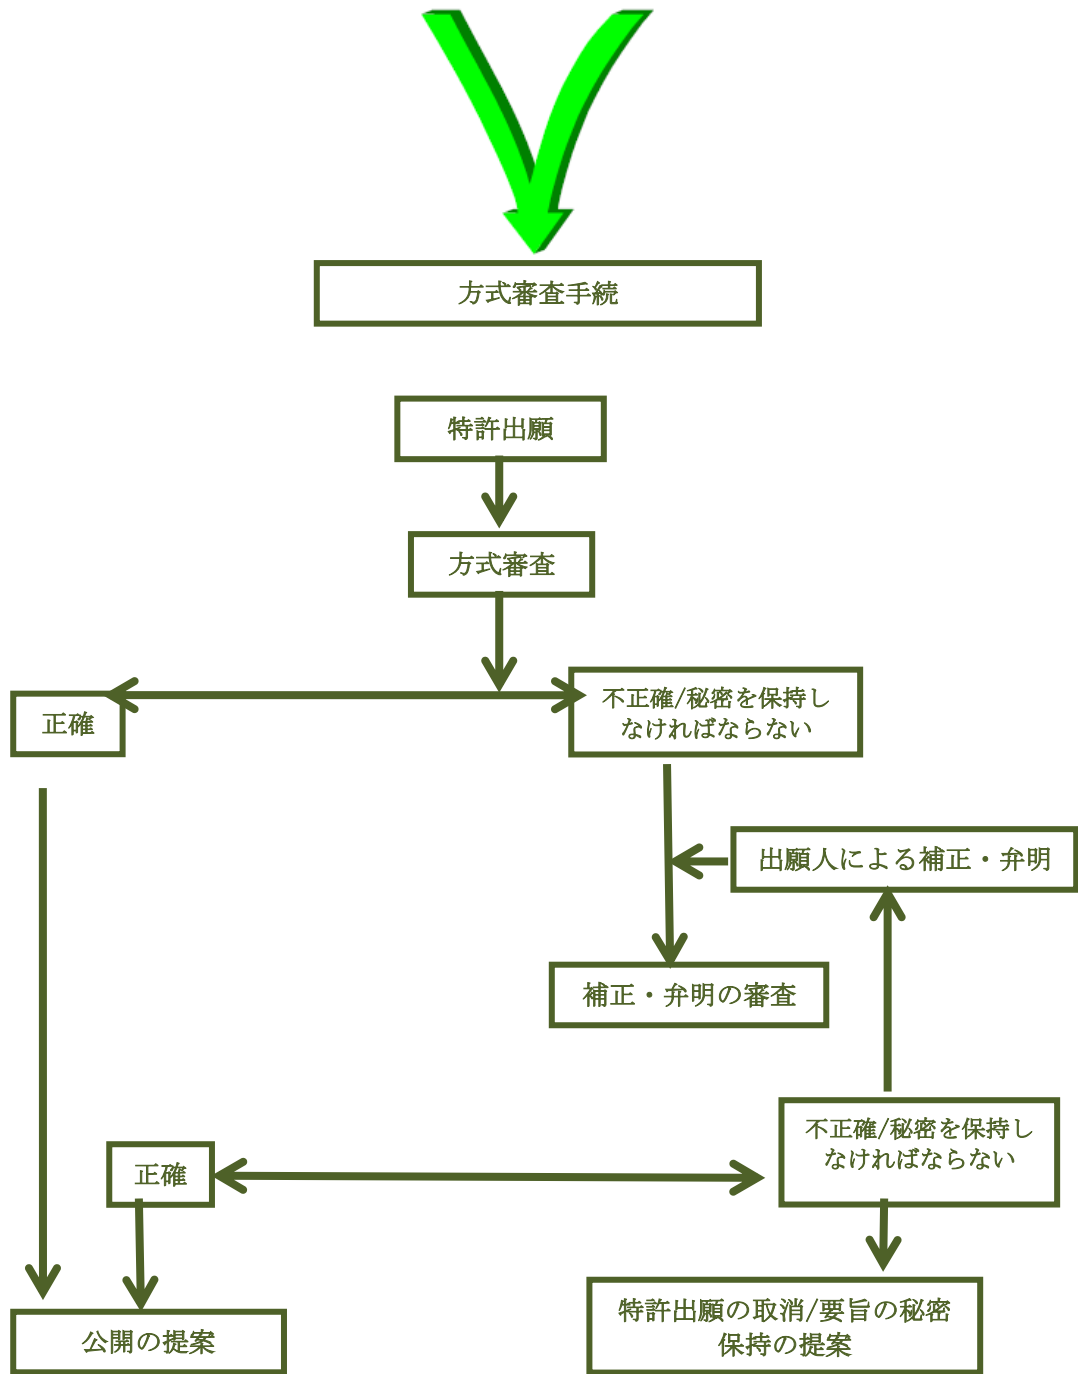 方式審査手続
特許出願
方式審査
正確
不正確/秘密を保持し
なければならない
出願人による補正・弁明
補正・弁明の審査
不正確/秘密を保持し
なければならない
正確
特許出願の取消/要旨の秘密
保持の提案
公開の提案